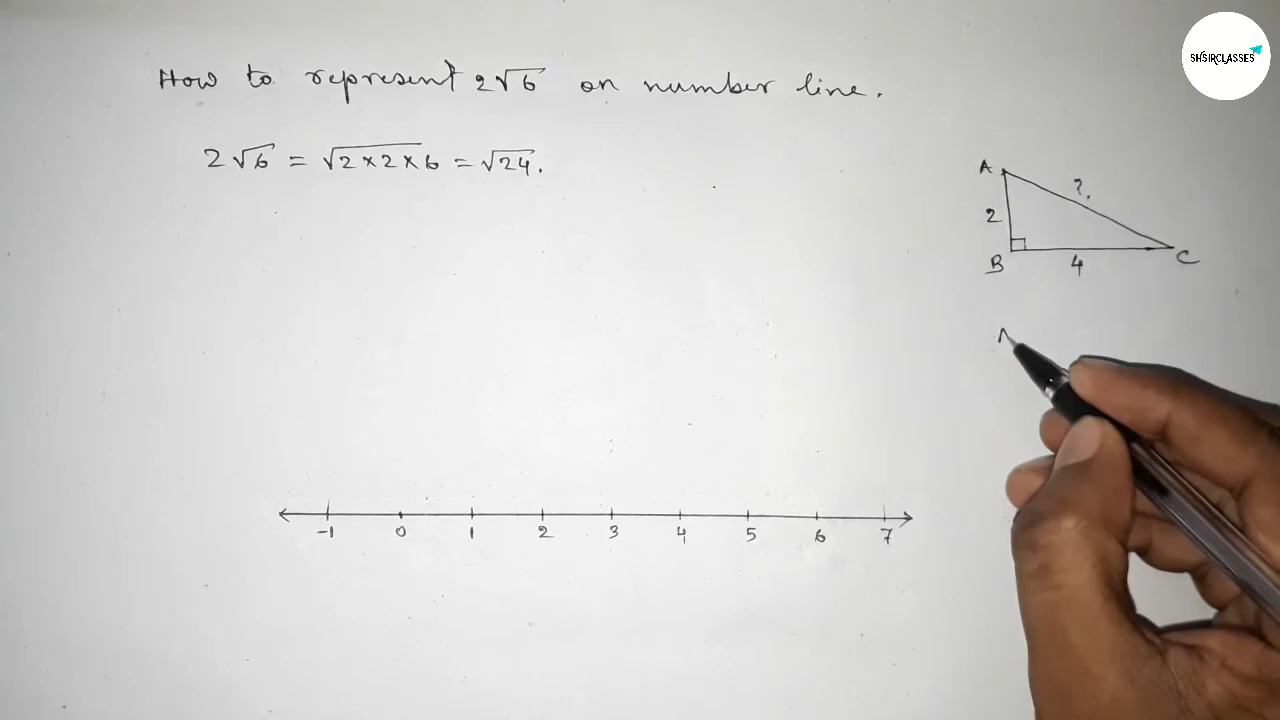 SHSIRCLASSES
How to represent 2√6 on number line.
2√6 = √2×2×6 = √24.
A
?.
2
B
4
C
-1 0 1 2 3 4 5 6 7